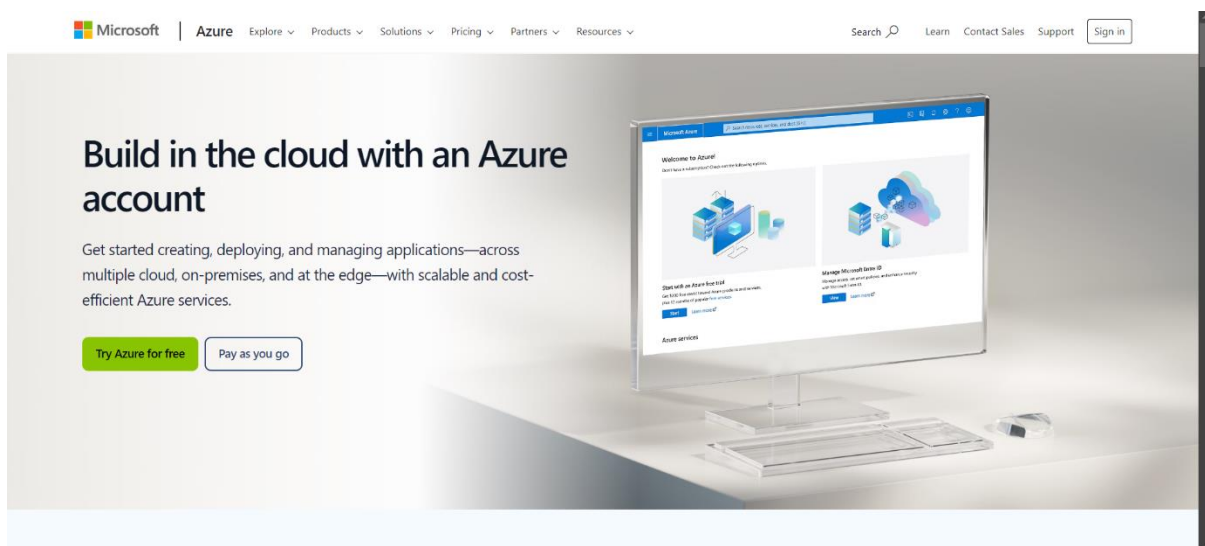 Microsoft Azure Explore Products Solutions Pricing Partners Resources Search Learn Contact Sales Support Sign in
Build in the cloud with an Azure
account
Get started creating, deploying, and managing applications—across
multiple cloud, on-premises, and at the edge—with scalable and cost-
efficient Azure services.
Try Azure for free Pay as you go
Microsoft Azure
Welcome to Azure!
Start with an Azure free trial
Manage Microsoft Entra ID
Start Learn more
View Learn more
Azure services